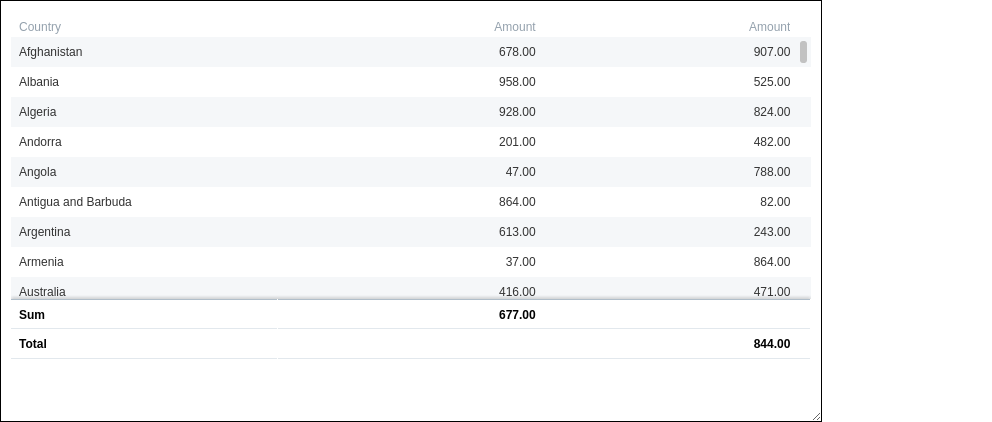 Country Amount Amount
Afghanistan 678.00 907.00
Albania 958.00 525.00
Algeria 928.00 824.00
Andorra 201.00 482.00
Angola 47.00 788.00
Antigua and Barbuda 864.00 82.00
Argentina 613.00 243.00
Armenia 37.00 864.00
Australia 416.00 471.00
Sum 677.00
Total 844.00